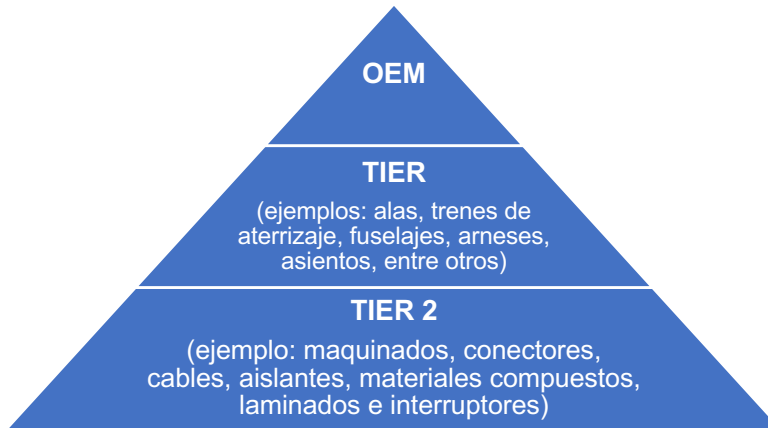 OEM
TIER
(ejemplos: alas, trenes de
aterrizaje, fuselajes, arneses,
asientos, entre otros)
TIER 2
(ejemplo: maquinados, conectores,
cables, aislantes, materiales compuestos,
laminados e interruptores)